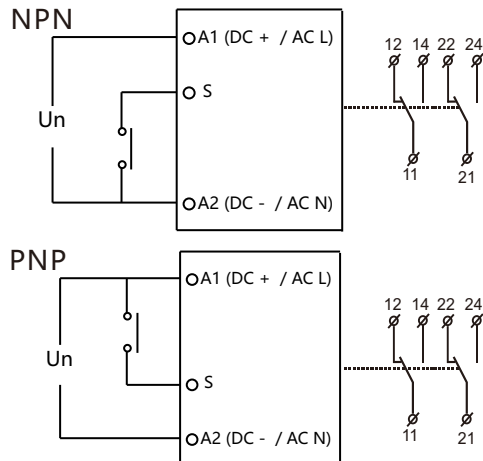 NPN
A1 (DC + / AC L)
12 14 22 24
S
Un
11
21
A2 (DC - / AC N)
PNP
A1 (DC + / AC L)
12 14 22 24
Un
S
11
21
A2 (DC - / AC N)